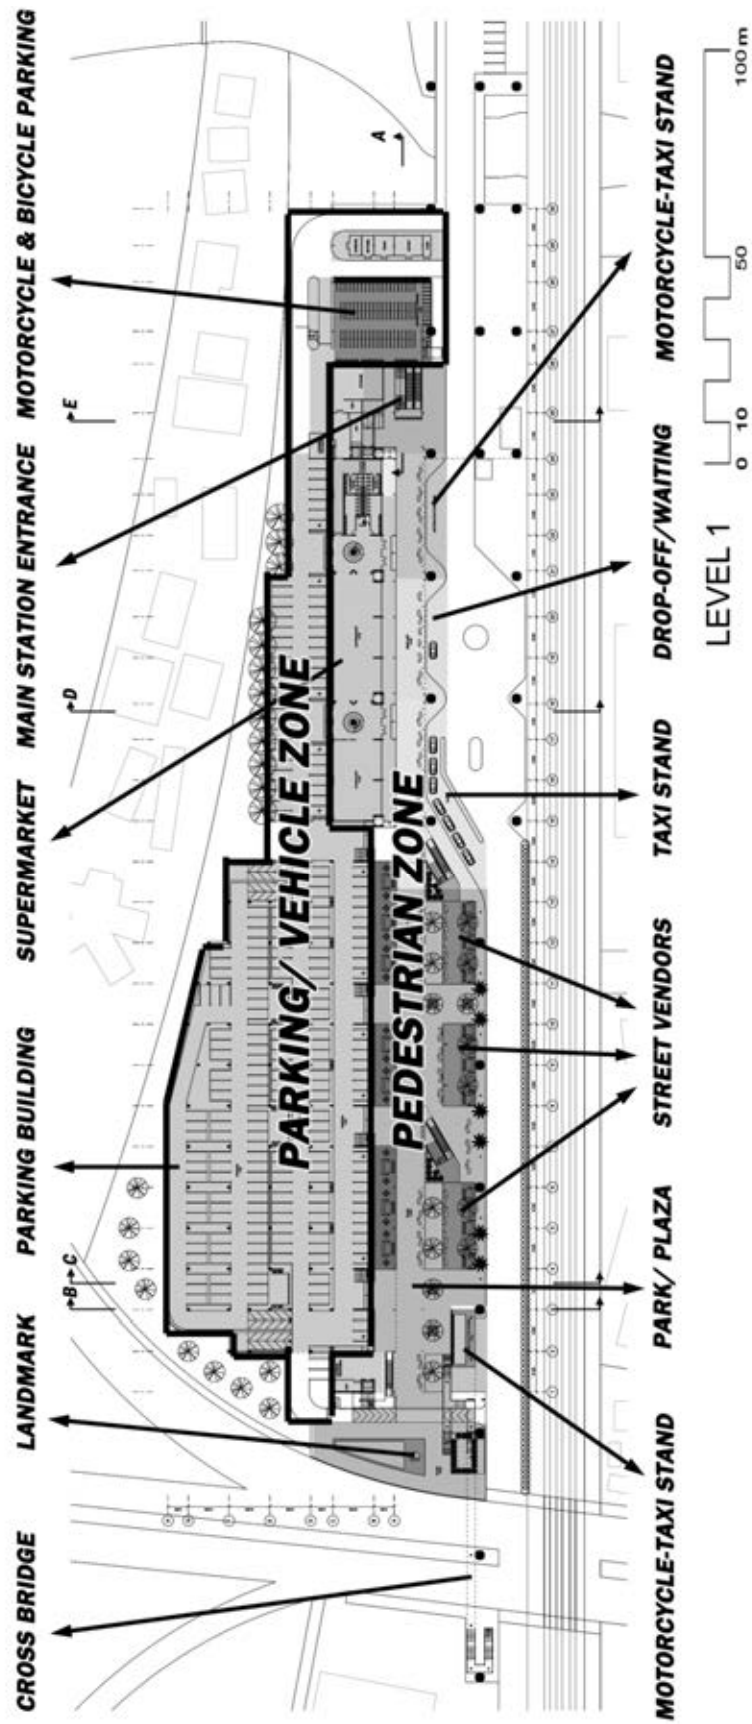 CROSS BRIDGE
LANDMARK
PARKING BUILDING
SUPERMARKET
MAIN STATION ENTRANCE
MOTORCYCLE & BICYCLE PARKING
B
C
D
E
A
PARKING/ VEHICLE ZONE
PEDESTRIAN ZONE
MOTORCYCLE-TAXI STAND
PARK/ PLAZA
STREET VENDORS
TAXI STAND
DROP-OFF/WAITING
MOTORCYCLE-TAXI STAND
LEVEL 1
0 10 50 100 m